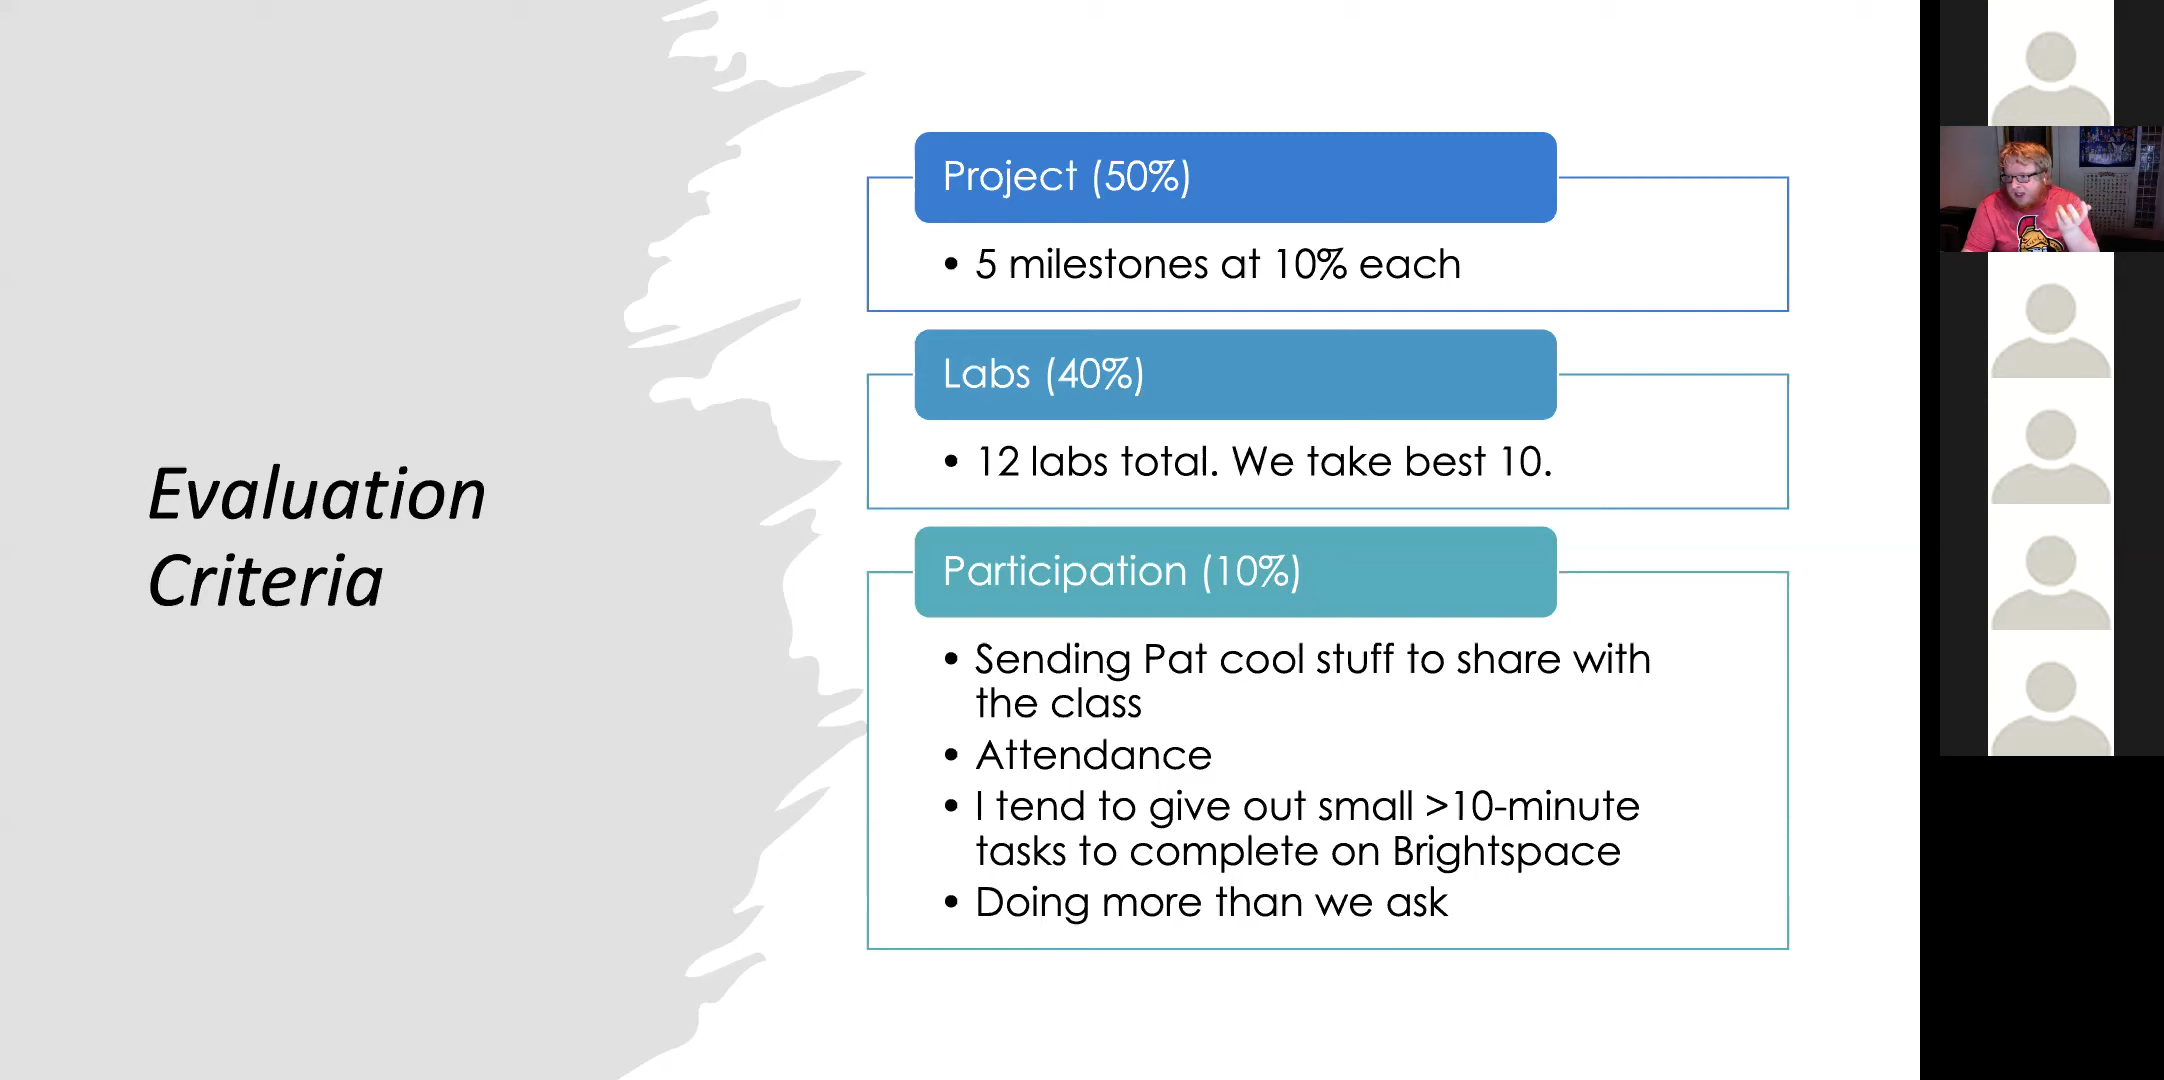 Evaluation
Criteria
Project (50%)
• 5 milestones at 10% each
Labs (40%)
• 12 labs total. We take best 10.
Participation (10%)
• Sending Pat cool stuff to share with
the class
• Attendance
• I tend to give out small >10-minute
tasks to complete on Brightspace
• Doing more than we ask